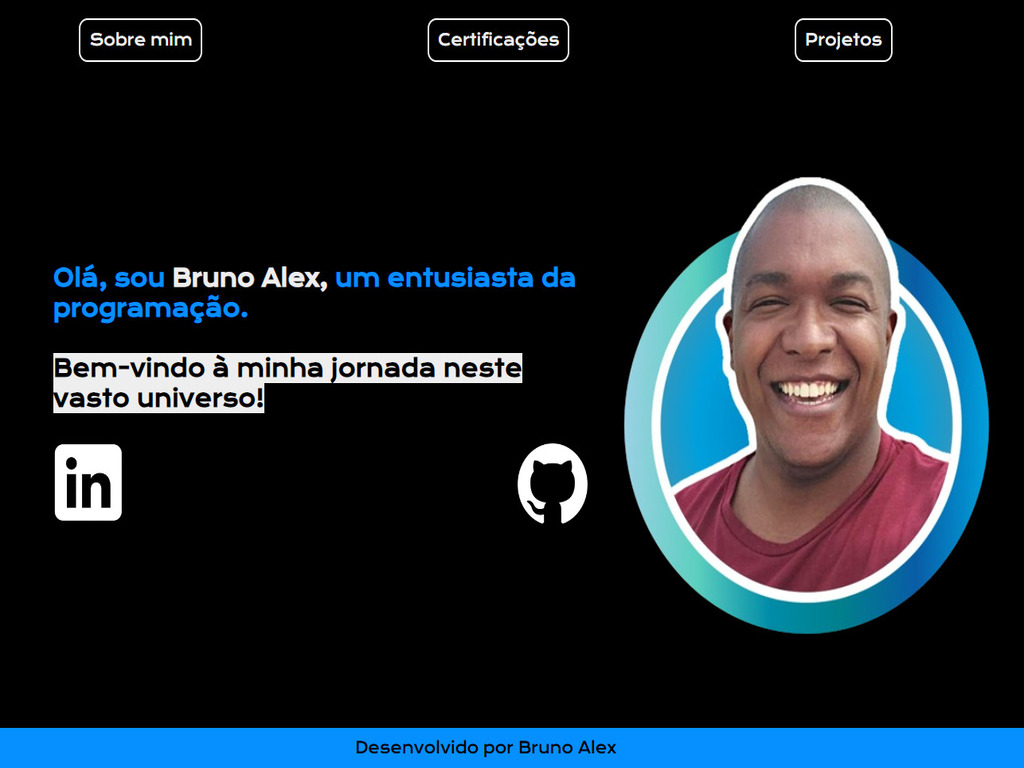 Sobre mim
Certificações
Projetos
Olá, sou Bruno Alex, um entusiasta da
programação.
Bem-vindo à minha jornada neste
vasto universo!
in
Desenvolvido por Bruno Alex